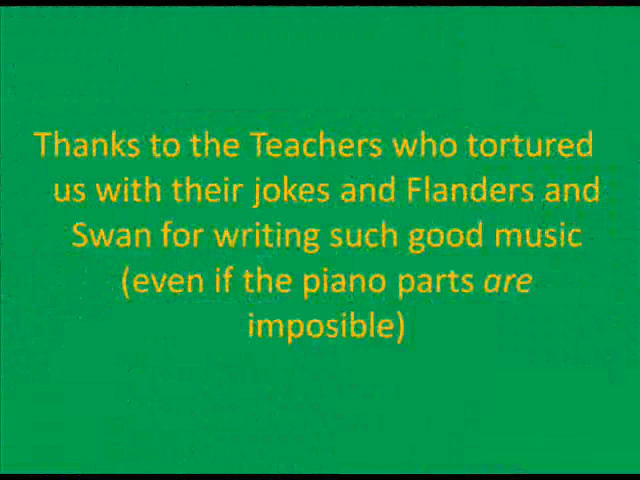 Thanks to the Teachers who tortured
us with their jokes and Flanders and
Swan for writing such good music
(even if the piano parts are
imposible)